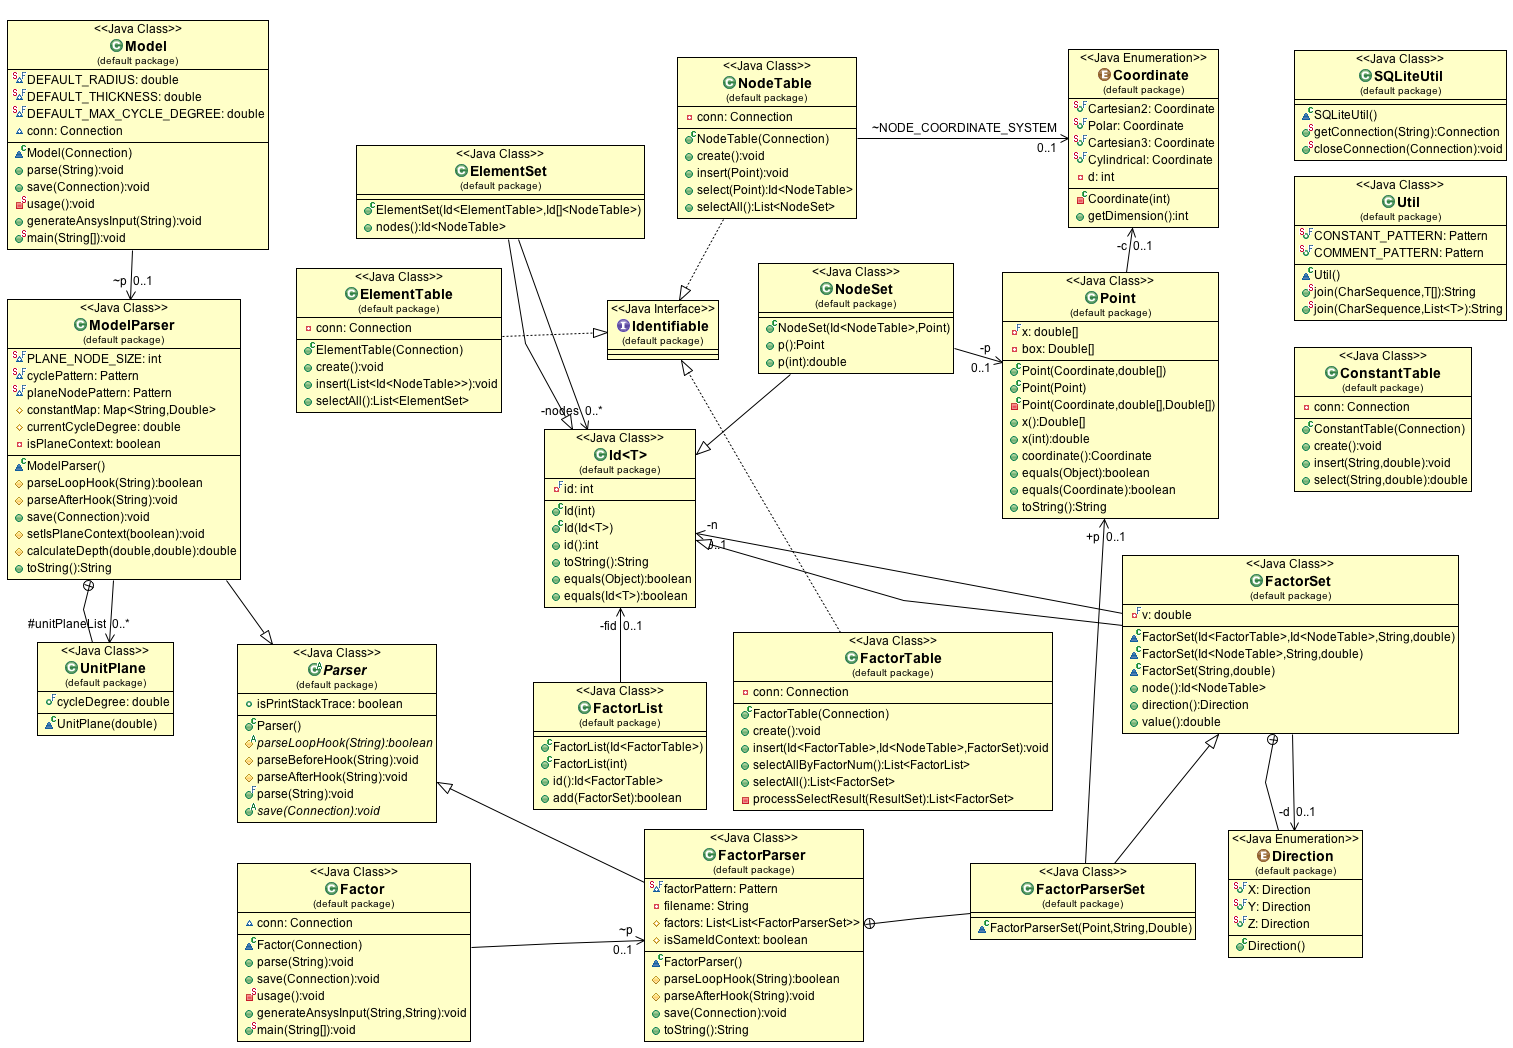 <<Java Class>>
Model
(default package)
DEFAULT_RADIUS: double
DEFAULT_THICKNESS: double
DEFAULT_MAX_CYCLE_DEGREE: double
conn: Connection
Model(Connection)
parse(String):void
save(Connection):void
usage():void
generateAnsysInput(String):void
main(String[]):void
~p 0..1
<<Java Class>>
ModelParser
(default package)
PLANE_NODE_SIZE: int
cyclePattern: Pattern
planeNodePattern: Pattern
constantMap: Map<String,Double>
currentCycleDegree: double
isPlaneContext: boolean
ModelParser()
parseLoopHook(String):boolean
parseAfterHook(String):void
save(Connection):void
setIsPlaneContext(boolean):void
calculateDepth(double,double):double
toString():String
#unitPlaneList 0..*
<<Java Class>>
UnitPlane
(default package)
cycleDegree: double
UnitPlane(double)
<<Java Class>>
Parser
(default package)
isPrintStackTrace: boolean
Parser()
parseLoopHook(String):boolean
parseBeforeHook(String):void
parseAfterHook(String):void
parse(String):void
save(Connection):void
<<Java Class>>
Factor
(default package)
conn: Connection
Factor(Connection)
parse(String):void
save(Connection):void
usage():void
generateAnsysInput(String,String):void
main(String[]):void
~p
0..1
<<Java Class>>
ElementSet
(default package)
ElementSet(Id<ElementTable>,Id[]<NodeTable>)
nodes():Id<NodeTable>
<<Java Class>>
ElementTable
(default package)
conn: Connection
ElementTable(Connection)
create():void
insert(List<Id<NodeTable>>):void
selectAll():List<ElementSet>
-nodes 0..*
<<Java Class>>
NodeTable
(default package)
conn: Connection
NodeTable(Connection)
create():void
insert(Point):void
select(Point):Id<NodeTable>
selectAll():List<NodeSet>
~NODE_COORDINATE_SYSTEM
0..1
<<Java Interface>>
Identifiable
(default package)
<<Java Class>>
NodeSet
(default package)
NodeSet(Id<NodeTable>,Point)
p():Point
p(int):double
-p
0..1
<<Java Class>>
Id<T>
(default package)
id: int
Id(int)
Id(Id<T>)
id():int
toString():String
equals(Object):boolean
equals(Id<T>):boolean
-n
0..1
-fid 0..1
<<Java Class>>
FactorList
(default package)
FactorList(Id<FactorTable>)
FactorList(int)
id():Id<FactorTable>
add(FactorSet):boolean
<<Java Class>>
FactorTable
(default package)
conn: Connection
FactorTable(Connection)
create():void
insert(Id<FactorTable>,Id<NodeTable>,FactorSet):void
selectAllByFactorNum():List<FactorList>
selectAll():List<FactorSet>
processSelectResult(ResultSet):List<FactorSet>
<<Java Class>>
FactorParser
(default package)
factorPattern: Pattern
filename: String
factors: List<List<FactorParserSet>>
isSameIdContext: boolean
FactorParser()
parseLoopHook(String):boolean
parseAfterHook(String):void
save(Connection):void
toString():String
<<Java Enumeration>>
Coordinate
(default package)
Cartesian2: Coordinate
Polar: Coordinate
Cartesian3: Coordinate
Cylindrical: Coordinate
d: int
Coordinate(int)
getDimension():int
-c 0..1
<<Java Class>>
Point
(default package)
x: double[]
box: Double[]
Point(Coordinate,double[])
Point(Point)
Point(Coordinate,double[],Double[])
x():Double[]
x(int):double
coordinate():Coordinate
equals(Object):boolean
equals(Coordinate):boolean
toString():String
+p 0..1
<<Java Class>>
FactorSet
(default package)
v: double
FactorSet(Id<FactorTable>,Id<NodeTable>,String,double)
FactorSet(Id<NodeTable>,String,double)
FactorSet(String,double)
node():Id<NodeTable>
direction():Direction
value():double
-d 0..1
<<Java Class>>
FactorParserSet
(default package)
FactorParserSet(Point,String,Double)
<<Java Enumeration>>
Direction
(default package)
X: Direction
Y: Direction
Z: Direction
Direction()
<<Java Class>>
SQLiteUtil
(default package)
SQLiteUtil()
getConnection(String):Connection
closeConnection(Connection):void
<<Java Class>>
Util
(default package)
CONSTANT_PATTERN: Pattern
COMMENT_PATTERN: Pattern
Util()
join(CharSequence,T[]):String
join(CharSequence,List<T>):String
<<Java Class>>
ConstantTable
(default package)
conn: Connection
ConstantTable(Connection)
create():void
insert(String,double):void
select(String,double):double